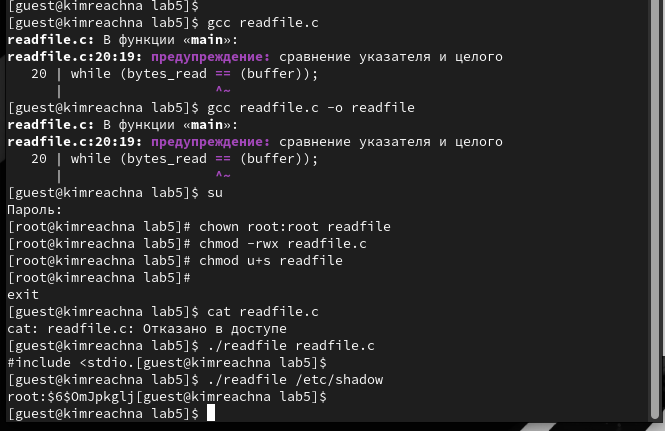 [guest@kimreachna lab5]$
[guest@kimreachna lab5]$ gcc readfile.c
readfile.c: В функции «main»:
readfile.c:20:19: предупреждение: сравнение указателя и целого
   20 | while (bytes_read == (buffer));
      |                   ^~
[guest@kimreachna lab5]$ gcc readfile.c -o readfile
readfile.c: В функции «main»:
readfile.c:20:19: предупреждение: сравнение указателя и целого
   20 | while (bytes_read == (buffer));
      |                   ^~
[guest@kimreachna lab5]$ su
Пароль:
[root@kimreachna lab5]# chown root:root readfile
[root@kimreachna lab5]# chmod -rwx readfile.c
[root@kimreachna lab5]# chmod u+s readfile
[root@kimreachna lab5]#
exit
[guest@kimreachna lab5]$ cat readfile.c
cat: readfile.c: Отказано в доступе
[guest@kimreachna lab5]$ ./readfile readfile.c
#include <stdio.[guest@kimreachna lab5]$
[guest@kimreachna lab5]$ ./readfile /etc/shadow
root:$6$OmJpkglj[guest@kimreachna lab5]$
[guest@kimreachna lab5]$